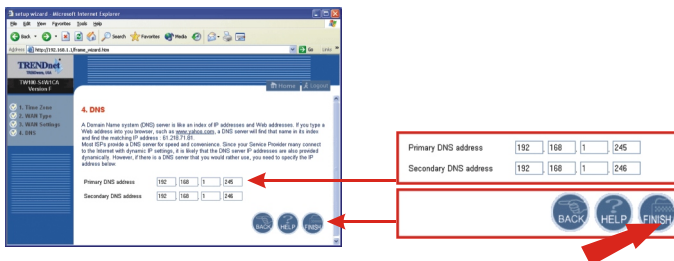 setup wizard - Microsoft Internet Explorer
File Edit View Favorites Tools Help
Back Search Favorites Media
Address http://192.168.1.1/frame_wizard.htm Go Links
TRENDnet
TRENDware, USA
TW100-S4W1CA
Version F
Home Logout
1. Time Zone
2. WAN Type
3. WAN Settings
4. DNS
4. DNS
A Domain Name system (DNS) server is like an index of IP addresses and Web addresses. If you type a
Web address into you browser, such as www.yahoo.com, a DNS server will find that name in its index
and find the matching IP address : 61.218.71.81.
Most ISPs provide a DNS server for speed and convenience. Since your Service Provider many connect
to the Internet with dynamic IP settings, it is likely that the DNS server IP addresses are also provided
dynamically. However, if there is a DNS server that you would rather use, you need to specify the IP
address below.
Primary DNS address 192 . 168 . 1 . 245
Secondary DNS address 192 . 168 . 1 . 246
BACK HELP FINISH
Primary DNS address 192 . 168 . 1 . 245
Secondary DNS address 192 . 168 . 1 . 246
BACK HELP FINISH